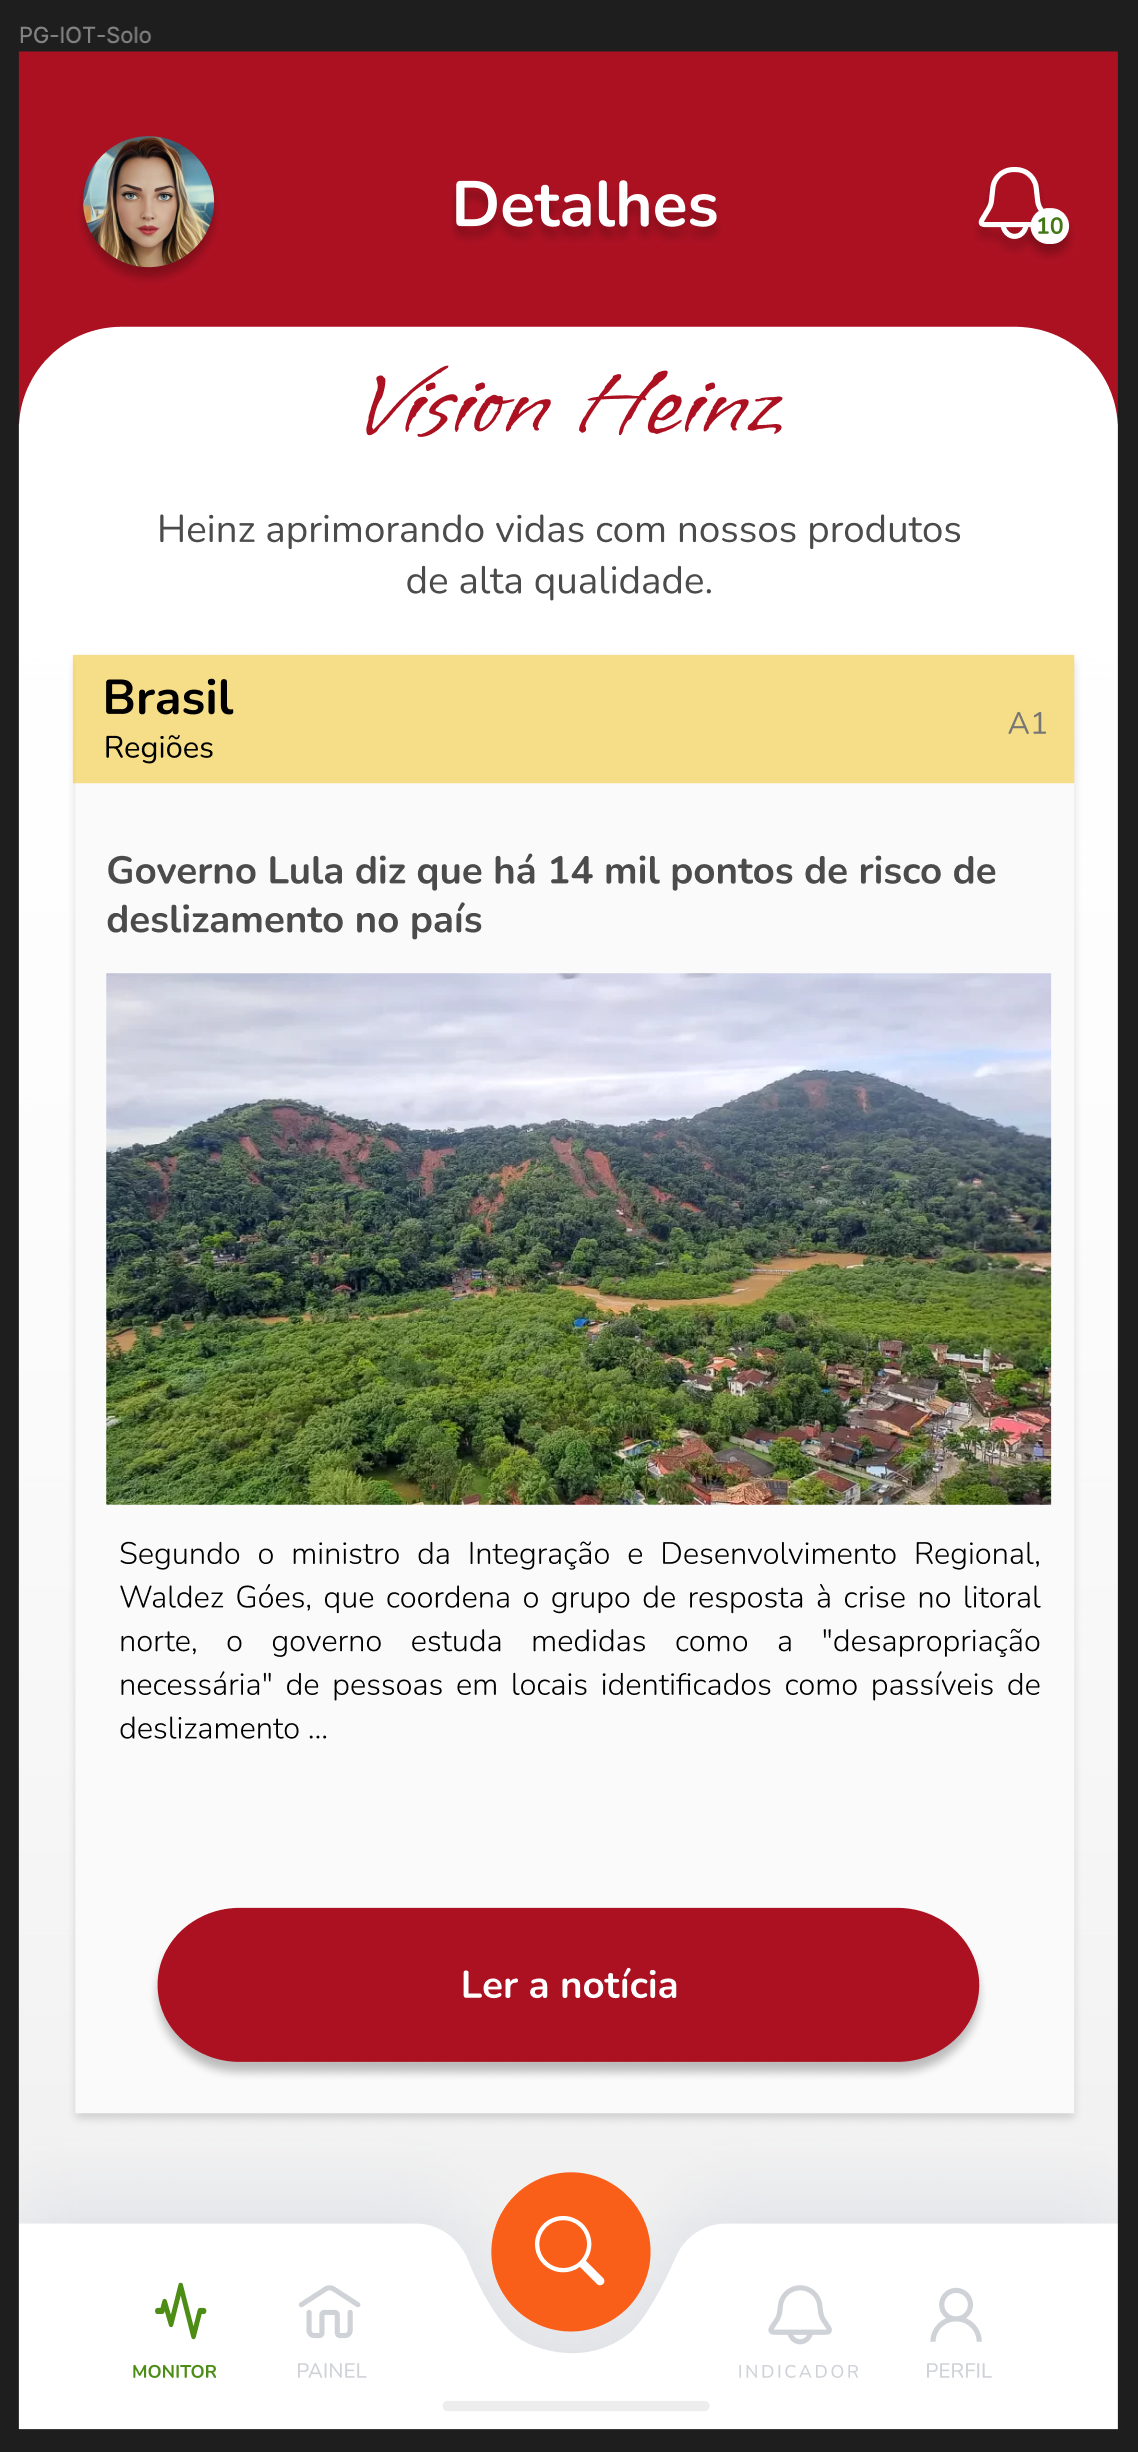 PG-IOT-Solo
Detalhes
10
Vision Heinz
Heinz aprimorando vidas com nossos produtos
de alta qualidade.
Brasil
Regiões
A1
Governo Lula diz que há 14 mil pontos de risco de
deslizamento no país
Segundo o ministro da Integração e Desenvolvimento Regional,
Waldez Góes, que coordena o grupo de resposta à crise no litoral
norte, o governo estuda medidas como a "desapropriação
necessária" de pessoas em locais identificados como passíveis de
deslizamento ...
Ler a notícia
MONITOR
PAINEL
INDICADOR
PERFIL